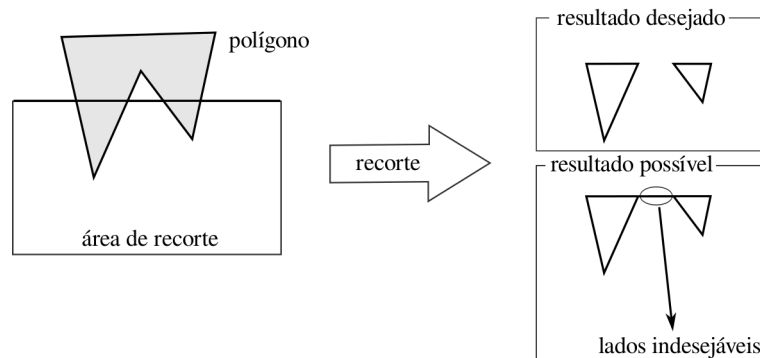 polígono
área de recorte
recorte
resultado desejado
resultado possível
lados indesejáveis